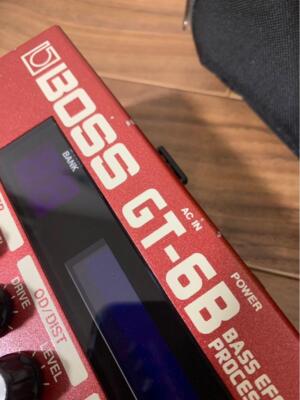 BOSS
GT-6B
BASS EF
PROCES
AC IN
POWER
BANK
OD/DIST
DRIVE
LEVEL